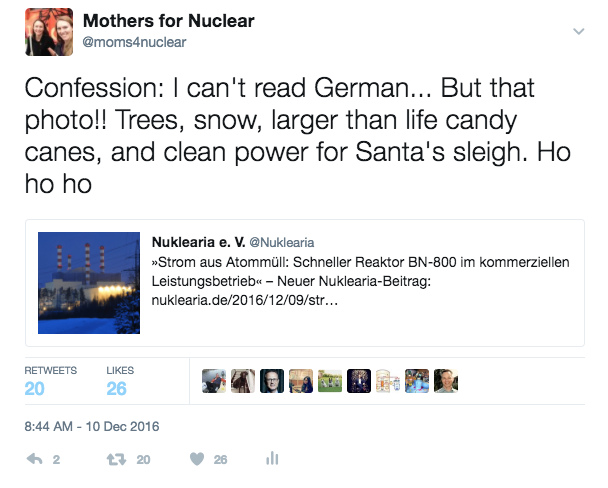 Mothers for Nuclear
@moms4nuclear
Confession: I can't read German... But that
photo!! Trees, snow, larger than life candy
canes, and clean power for Santa's sleigh. Ho
ho ho
Nuklearia e. V. @Nuklearia
»Strom aus Atommüll: Schneller Reaktor BN-800 im kommerziellen
Leistungsbetrieb« – Neuer Nuklearia-Beitrag:
nuklearia.de/2016/12/09/str…
RETWEETS LIKES
20 26
8:44 AM - 10 Dec 2016
2 20 26